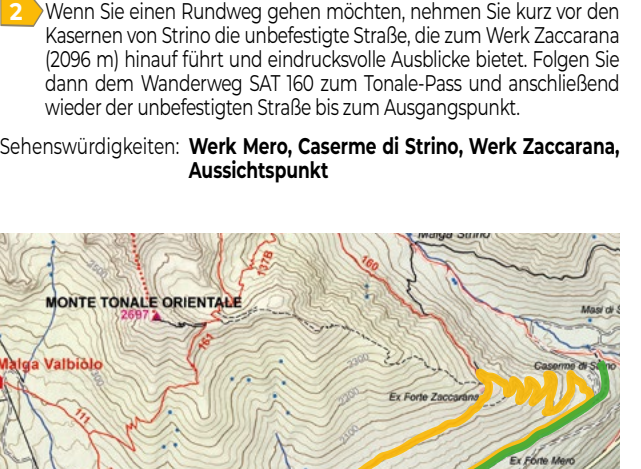 2 Wenn Sie einen Rundweg gehen möchten, nehmen Sie kurz vor den
Kasernen von Strino die unbefestigte Straße, die zum Werk Zaccarana
(2096 m) hinauf führt und eindrucksvolle Ausblicke bietet. Folgen Sie
dann dem Wanderweg SAT 160 zum Tonale-Pass und anschließend
wieder der unbefestigten Straße bis zum Ausgangspunkt.
Sehenswürdigkeiten: Werk Mero, Caserme di Strino, Werk Zaccarana,
Aussichtspunkt
Malga Strino
137B
160
MONTE TONALE ORIENTALE
2697
161
Masi di S
Malga Valbiòlo
Caserme di Strino
2300
Ex Forte Zaccarana
2200
111
2100
Ex Forte Mero